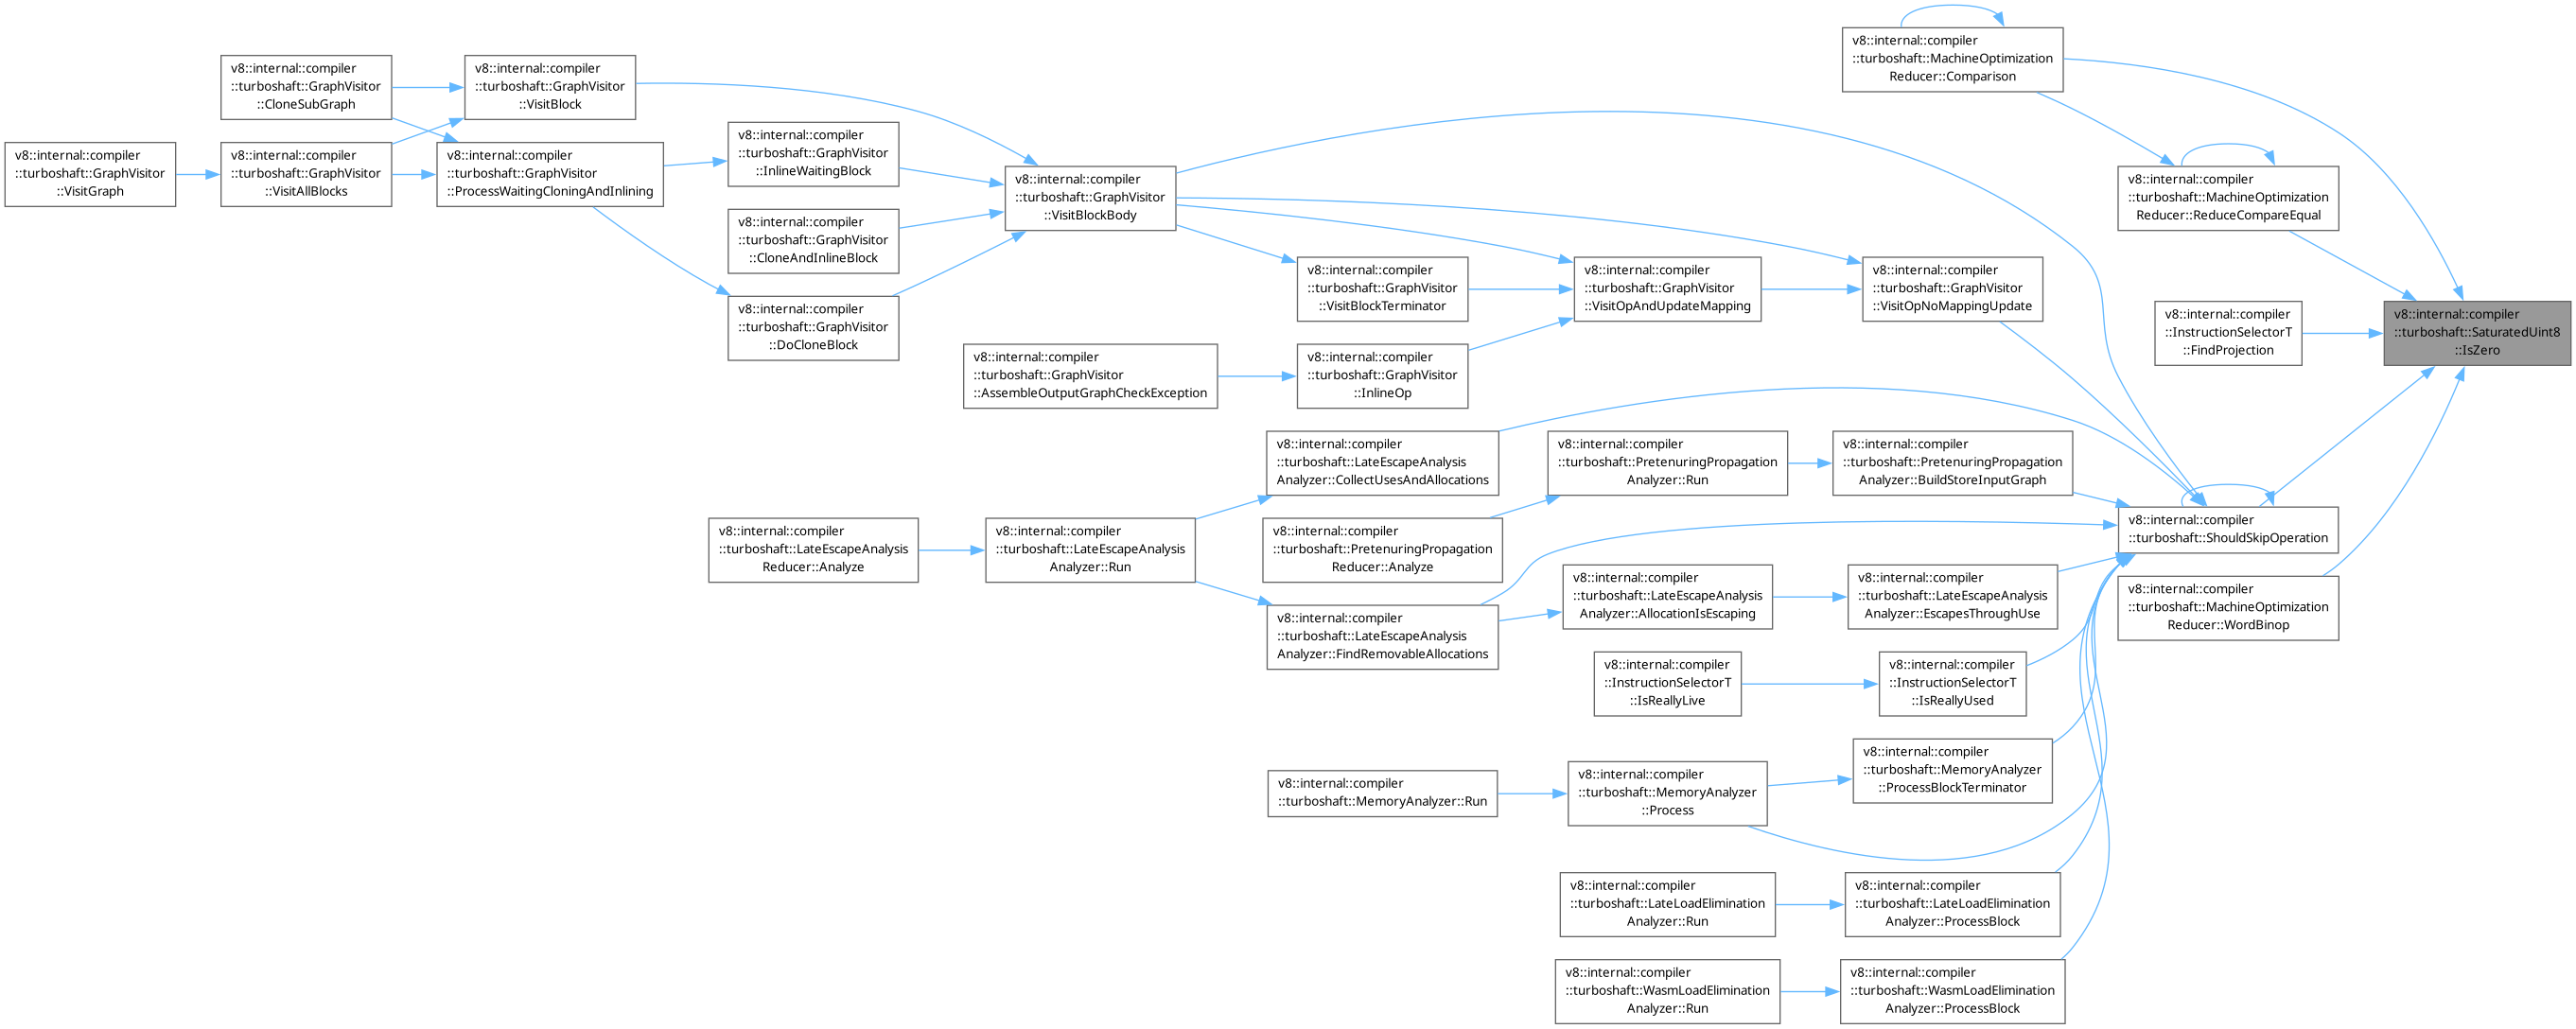 v8::internal::compiler
::turboshaft::MachineOptimization
Reducer::Comparison
v8::internal::compiler
::turboshaft::GraphVisitor
::CloneSubGraph
v8::internal::compiler
::turboshaft::GraphVisitor
::VisitBlock
v8::internal::compiler
::turboshaft::GraphVisitor
::InlineWaitingBlock
v8::internal::compiler
::turboshaft::GraphVisitor
::VisitGraph
v8::internal::compiler
::turboshaft::GraphVisitor
::VisitAllBlocks
v8::internal::compiler
::turboshaft::GraphVisitor
::ProcessWaitingCloningAndInlining
v8::internal::compiler
::turboshaft::GraphVisitor
::VisitBlockBody
v8::internal::compiler
::turboshaft::MachineOptimization
Reducer::ReduceCompareEqual
v8::internal::compiler
::turboshaft::GraphVisitor
::CloneAndInlineBlock
v8::internal::compiler
::turboshaft::GraphVisitor
::VisitBlockTerminator
v8::internal::compiler
::turboshaft::GraphVisitor
::VisitOpAndUpdateMapping
v8::internal::compiler
::turboshaft::GraphVisitor
::VisitOpNoMappingUpdate
v8::internal::compiler
::turboshaft::GraphVisitor
::DoCloneBlock
v8::internal::compiler
::InstructionSelectorT
::FindProjection
v8::internal::compiler
::turboshaft::SaturatedUint8
::IsZero
v8::internal::compiler
::turboshaft::GraphVisitor
::AssembleOutputGraphCheckException
v8::internal::compiler
::turboshaft::GraphVisitor
::InlineOp
v8::internal::compiler
::turboshaft::LateEscapeAnalysis
Analyzer::CollectUsesAndAllocations
v8::internal::compiler
::turboshaft::PretenuringPropagation
Analyzer::Run
v8::internal::compiler
::turboshaft::PretenuringPropagation
Analyzer::BuildStoreInputGraph
v8::internal::compiler
::turboshaft::ShouldSkipOperation
v8::internal::compiler
::turboshaft::LateEscapeAnalysis
Reducer::Analyze
v8::internal::compiler
::turboshaft::LateEscapeAnalysis
Analyzer::Run
v8::internal::compiler
::turboshaft::PretenuringPropagation
Reducer::Analyze
v8::internal::compiler
::turboshaft::LateEscapeAnalysis
Analyzer::AllocationIsEscaping
v8::internal::compiler
::turboshaft::LateEscapeAnalysis
Analyzer::EscapesThroughUse
v8::internal::compiler
::turboshaft::MachineOptimization
Reducer::WordBinop
v8::internal::compiler
::turboshaft::LateEscapeAnalysis
Analyzer::FindRemovableAllocations
v8::internal::compiler
::InstructionSelectorT
::IsReallyLive
v8::internal::compiler
::InstructionSelectorT
::IsReallyUsed
v8::internal::compiler
::turboshaft::MemoryAnalyzer
::ProcessBlockTerminator
v8::internal::compiler
::turboshaft::MemoryAnalyzer::Run
v8::internal::compiler
::turboshaft::MemoryAnalyzer
::Process
v8::internal::compiler
::turboshaft::LateLoadElimination
Analyzer::Run
v8::internal::compiler
::turboshaft::LateLoadElimination
Analyzer::ProcessBlock
v8::internal::compiler
::turboshaft::WasmLoadElimination
Analyzer::Run
v8::internal::compiler
::turboshaft::WasmLoadElimination
Analyzer::ProcessBlock